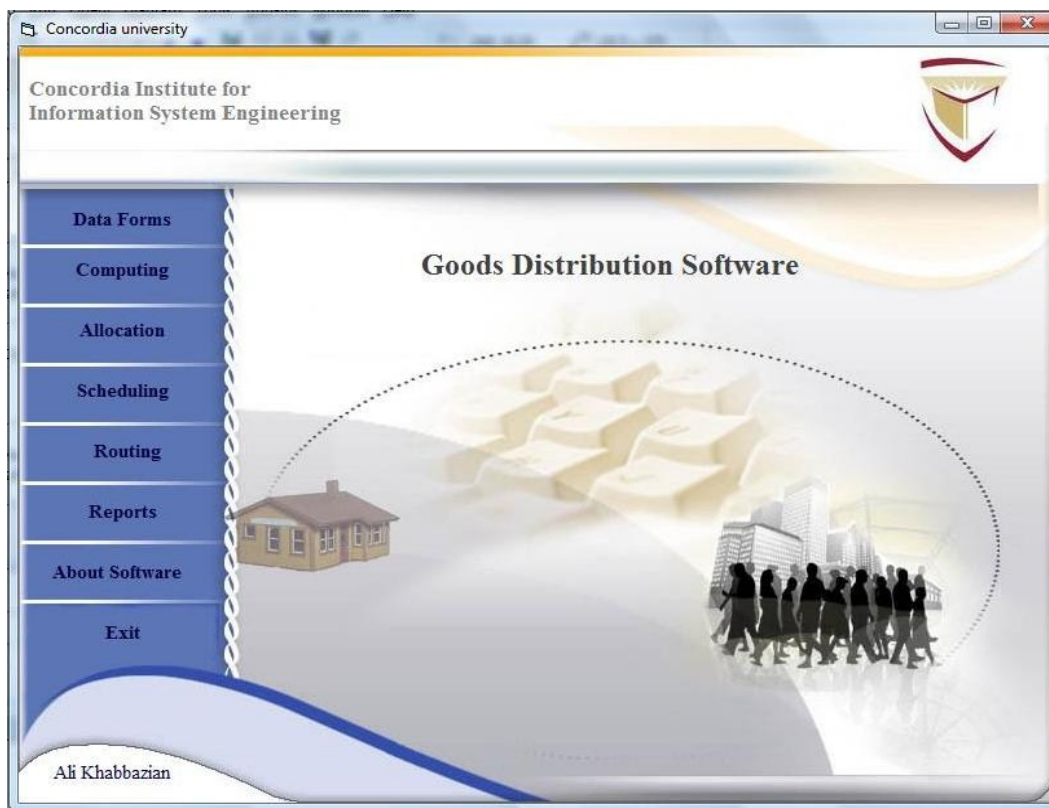 Concordia university
Concordia Institute for
Information System Engineering
Data Forms
Computing
Allocation
Scheduling
Routing
Reports
About Software
Exit
Goods Distribution Software
Ali Khabbazian